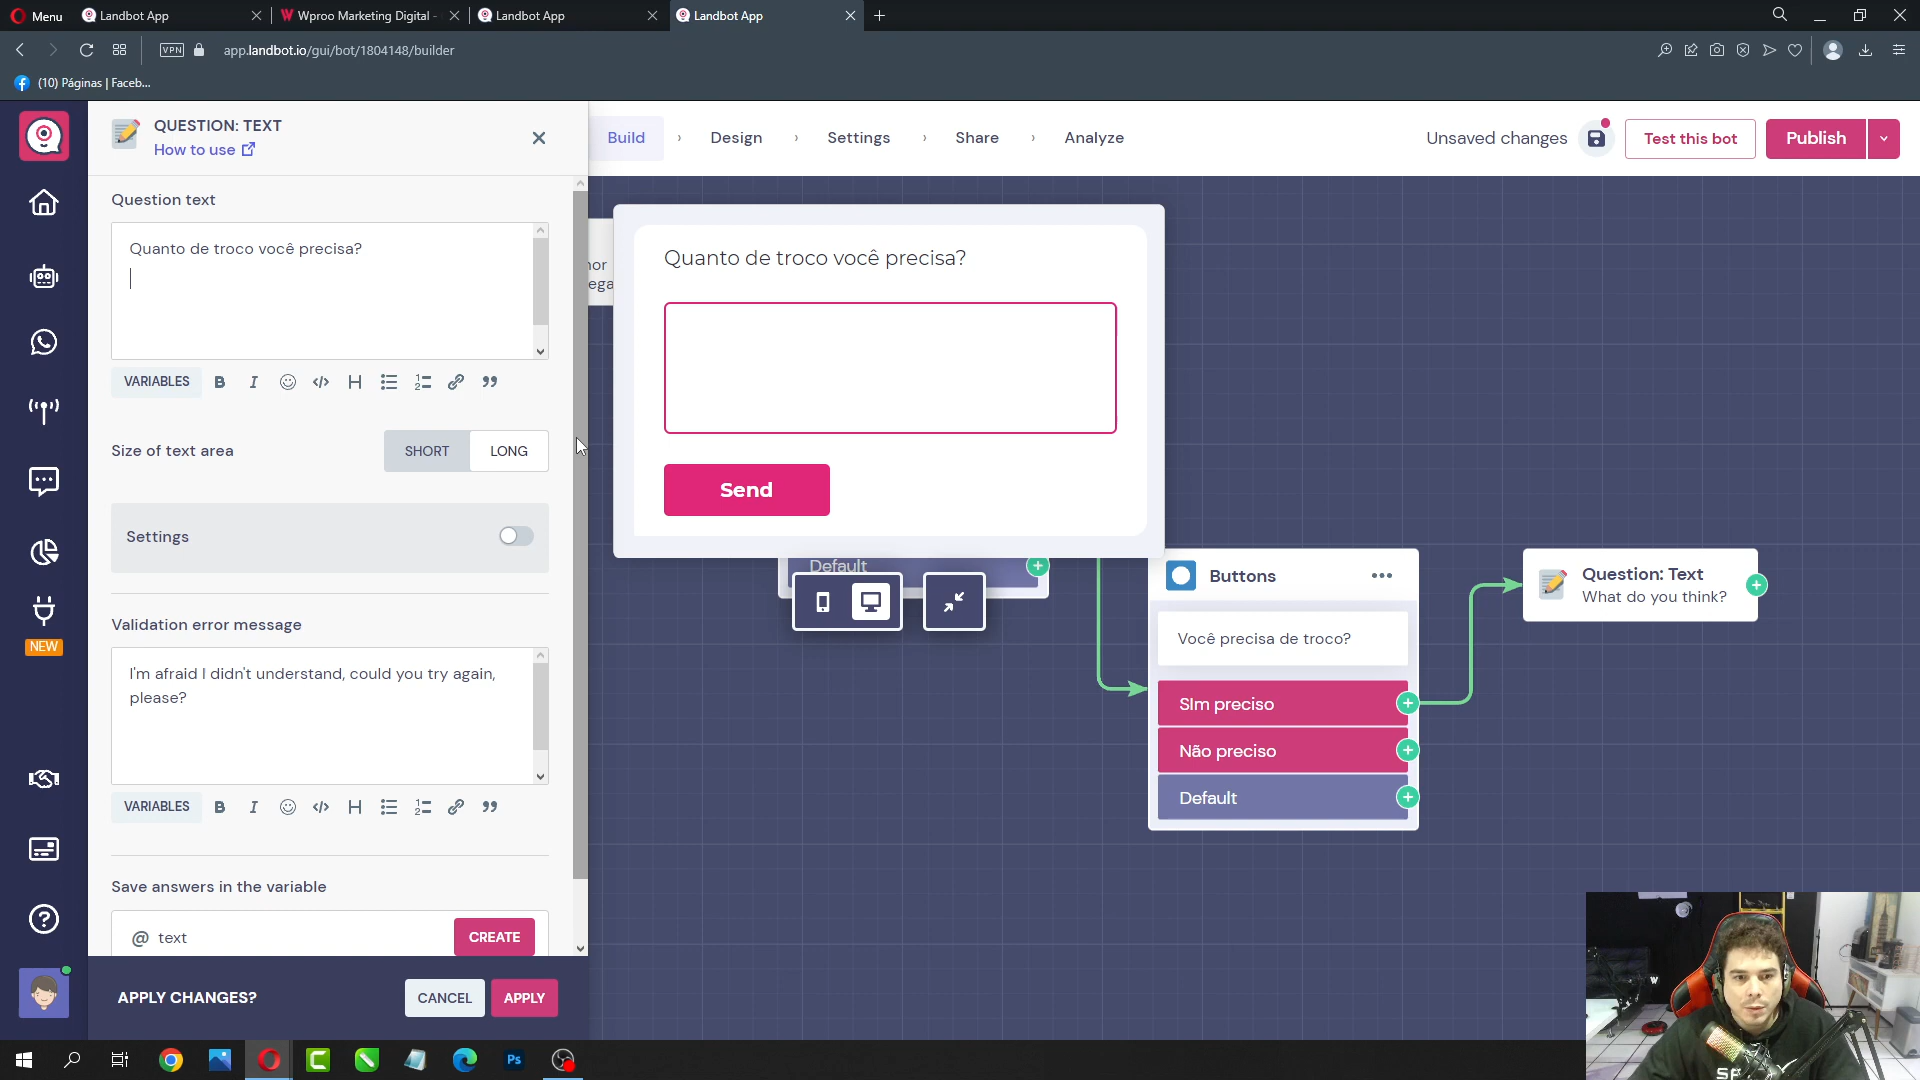 Menu
Landbot App
Wproo Marketing Digital -
Landbot App
Landbot App
VPN
app.landbot.io/gui/bot/1804148/builder
(10) Páginas | Faceb...
QUESTION: TEXT
How to use
Build
Design
Settings
Share
Analyze
Unsaved changes
Test this bot
Publish
Question text
Quanto de troco você precisa?
VARIABLES
Size of text area
SHORT
LONG
Settings
Validation error message
I'm afraid I didn't understand, could you try again,
please?
VARIABLES
Save answers in the variable
@ text
CREATE
APPLY CHANGES?
CANCEL
APPLY
NEW
Quanto de troco você precisa?
Send
Default
Buttons
Você precisa de troco?
SIm preciso
Não preciso
Default
Question: Text
What do you think?
Ps